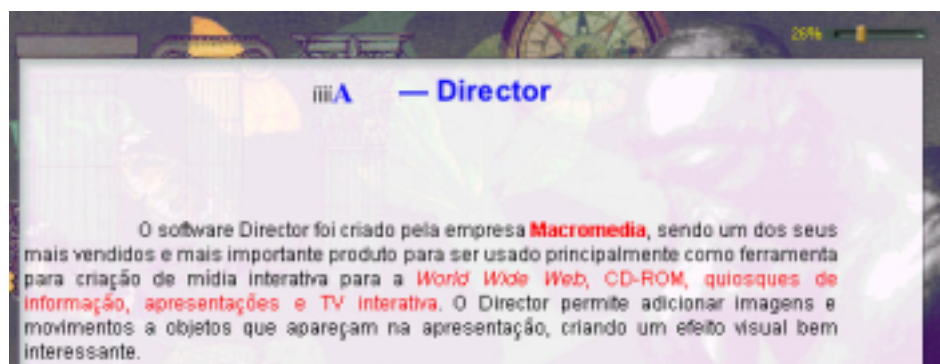 26%
iiiiA — Director
O software Director foi criado pela empresa Macromedia, sendo um dos seus
mais vendidos e mais importante produto para ser usado principalmente como ferramenta
para criação de mídia interativa para a World Wide Web, CD-ROM, quiosques de
informação, apresentações e TV interativa. O Director permite adicionar imagens e
movimentos a objetos que apareçam na apresentação, criando um efeito visual bem
interessante.